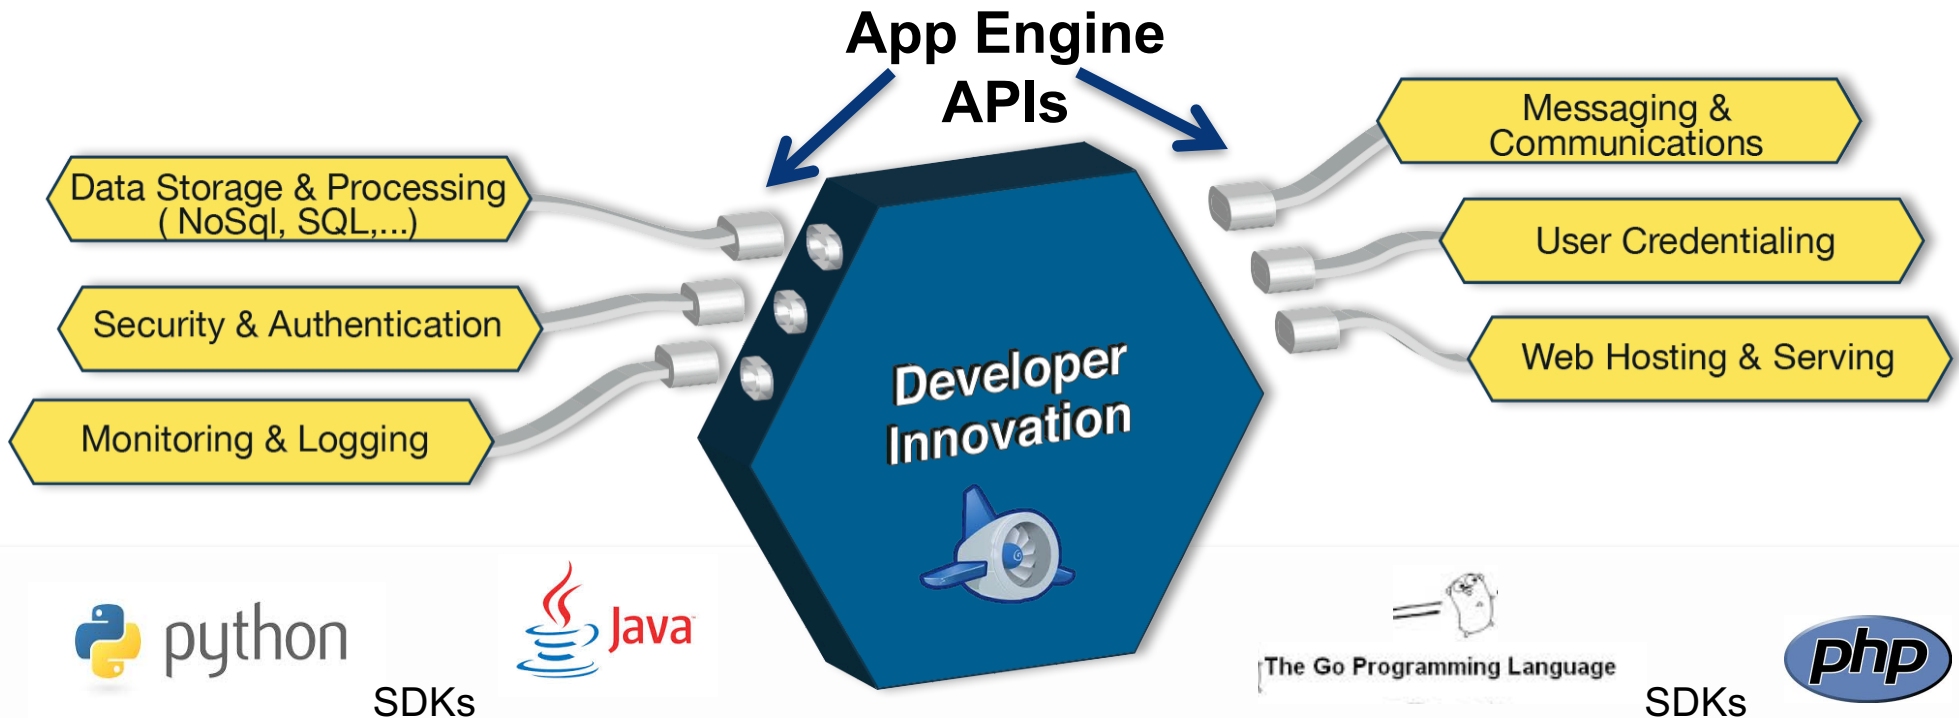 App Engine
APIs
Data Storage & Processing
( NoSql, SQL,...)
Security & Authentication
Monitoring & Logging
Messaging &
Communications
User Credentialing
Web Hosting & Serving
Developer
Innovation
python
SDKs
Java
The Go Programming Language
SDKs
php